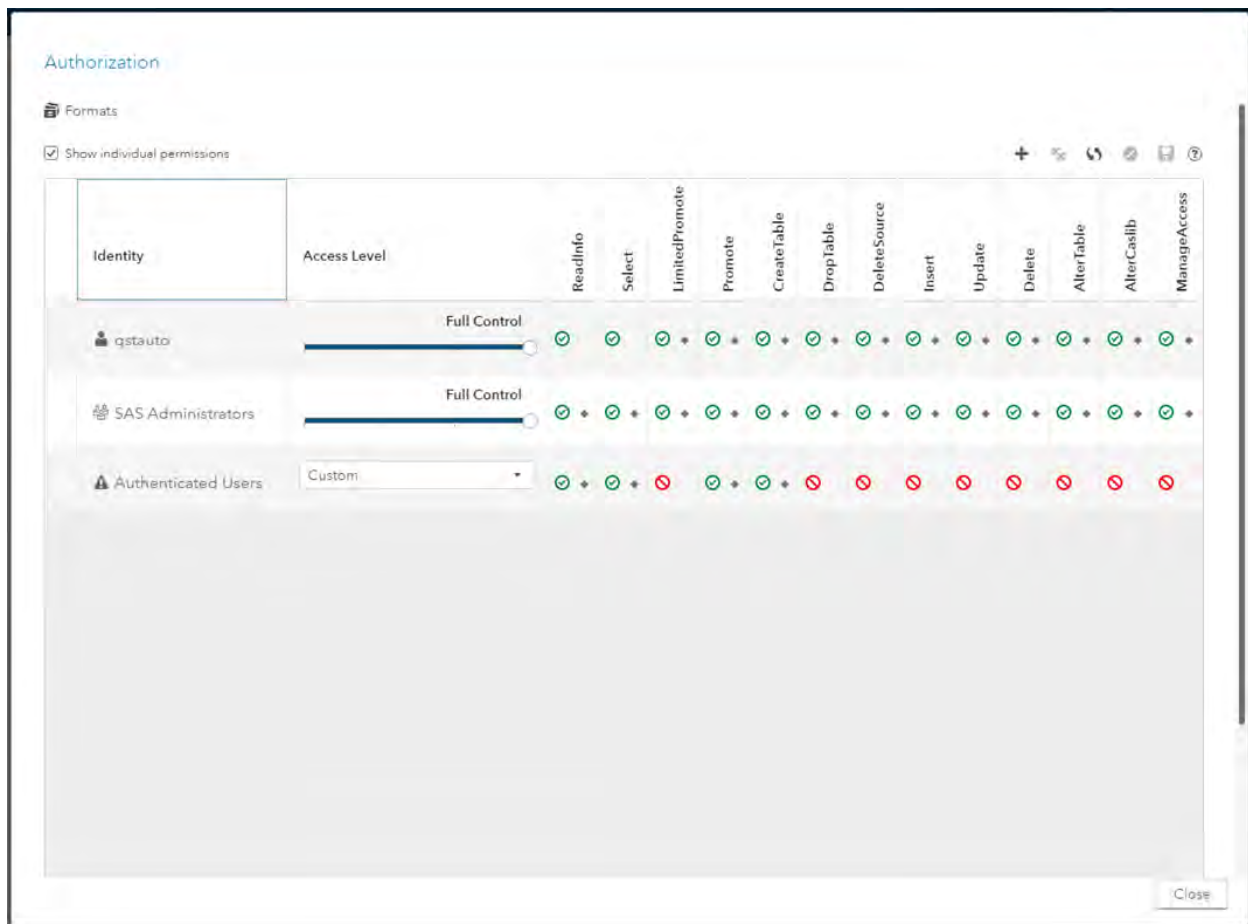 Authorization
Formats
Show individual permissions
Identity
Access Level
ReadInfo
Select
LimitedPromote
Promote
CreateTable
DropTable
DeleteSource
Insert
Update
Delete
AlterTable
AlterCaslib
ManageAccess
qstauto
Full Control
SAS Administrators
Full Control
Authenticated Users
Custom
Close